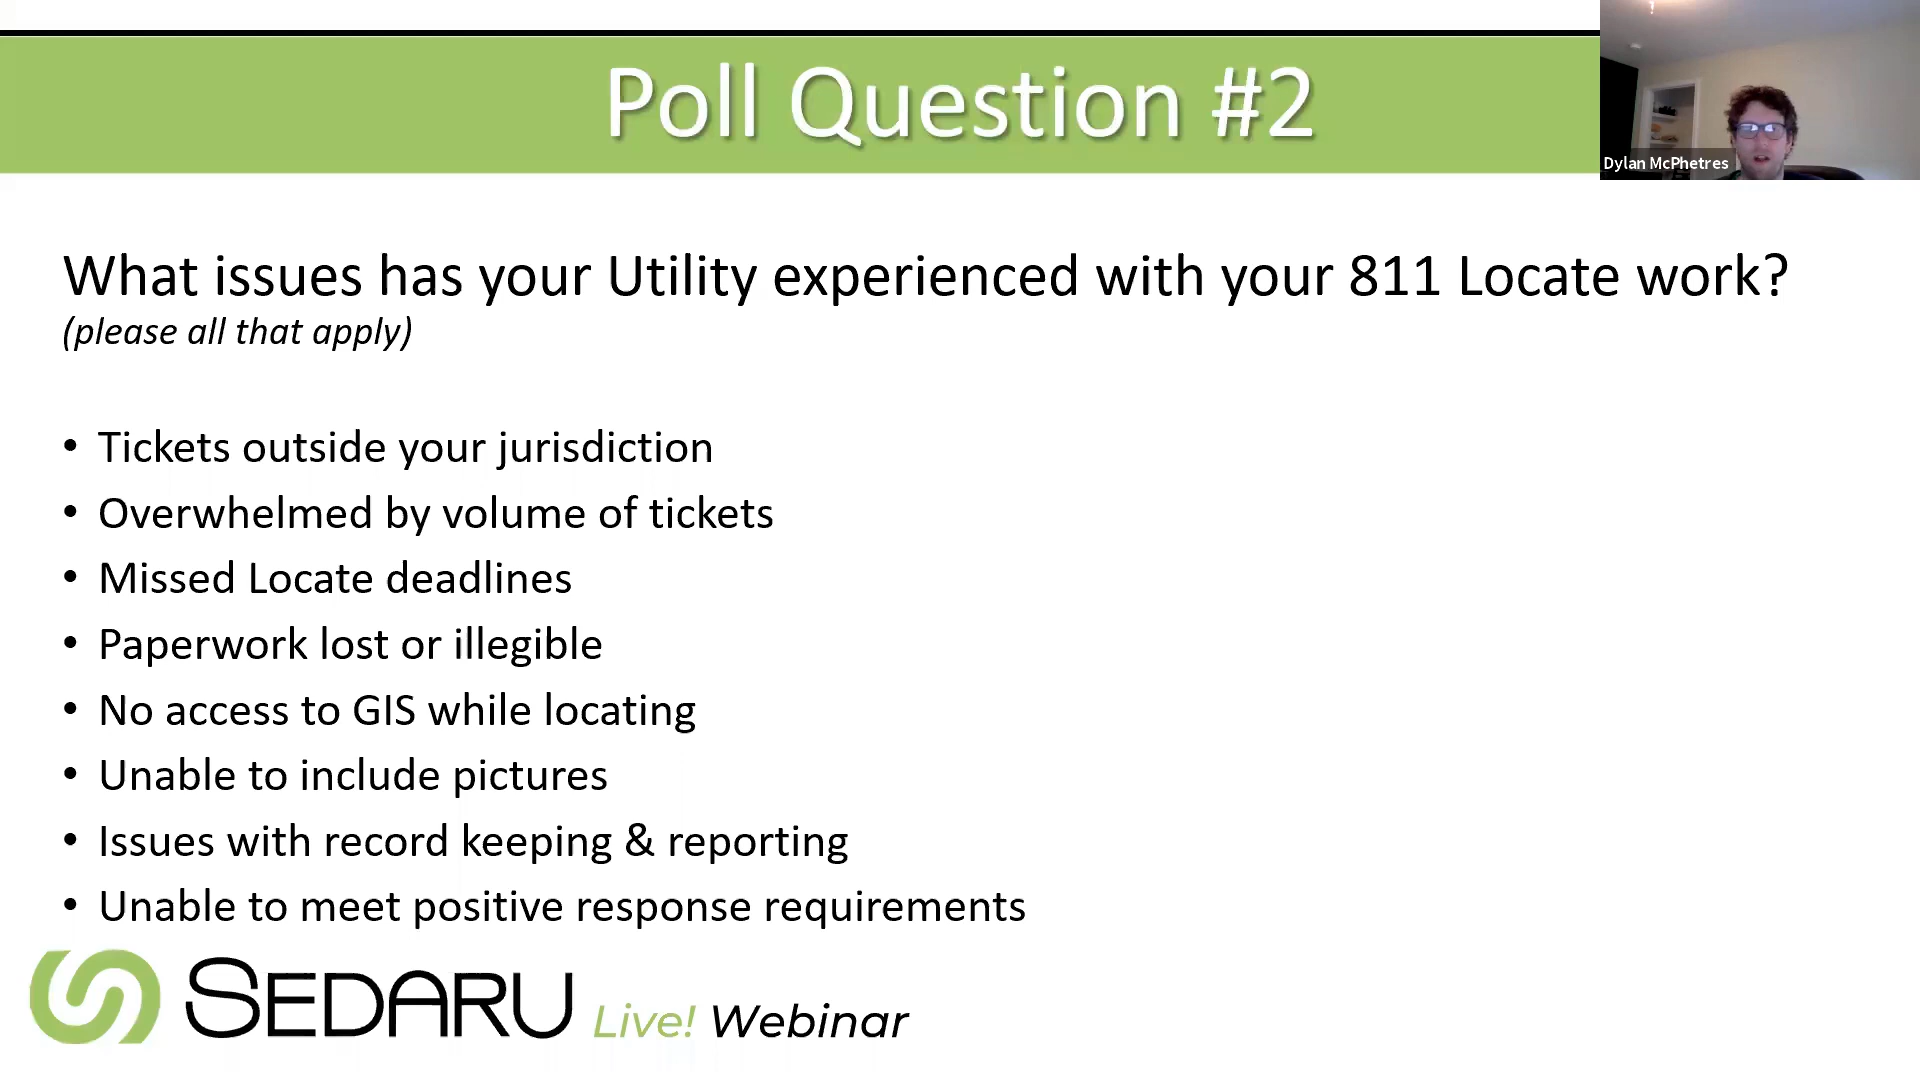 Poll Question #2
Dylan McPhetres
What issues has your Utility experienced with your 811 Locate work?
(please all that apply)
• Tickets outside your jurisdiction
• Overwhelmed by volume of tickets
• Missed Locate deadlines
• Paperwork lost or illegible
• No access to GIS while locating
• Unable to include pictures
• Issues with record keeping & reporting
• Unable to meet positive response requirements
SEDARU Live! Webinar